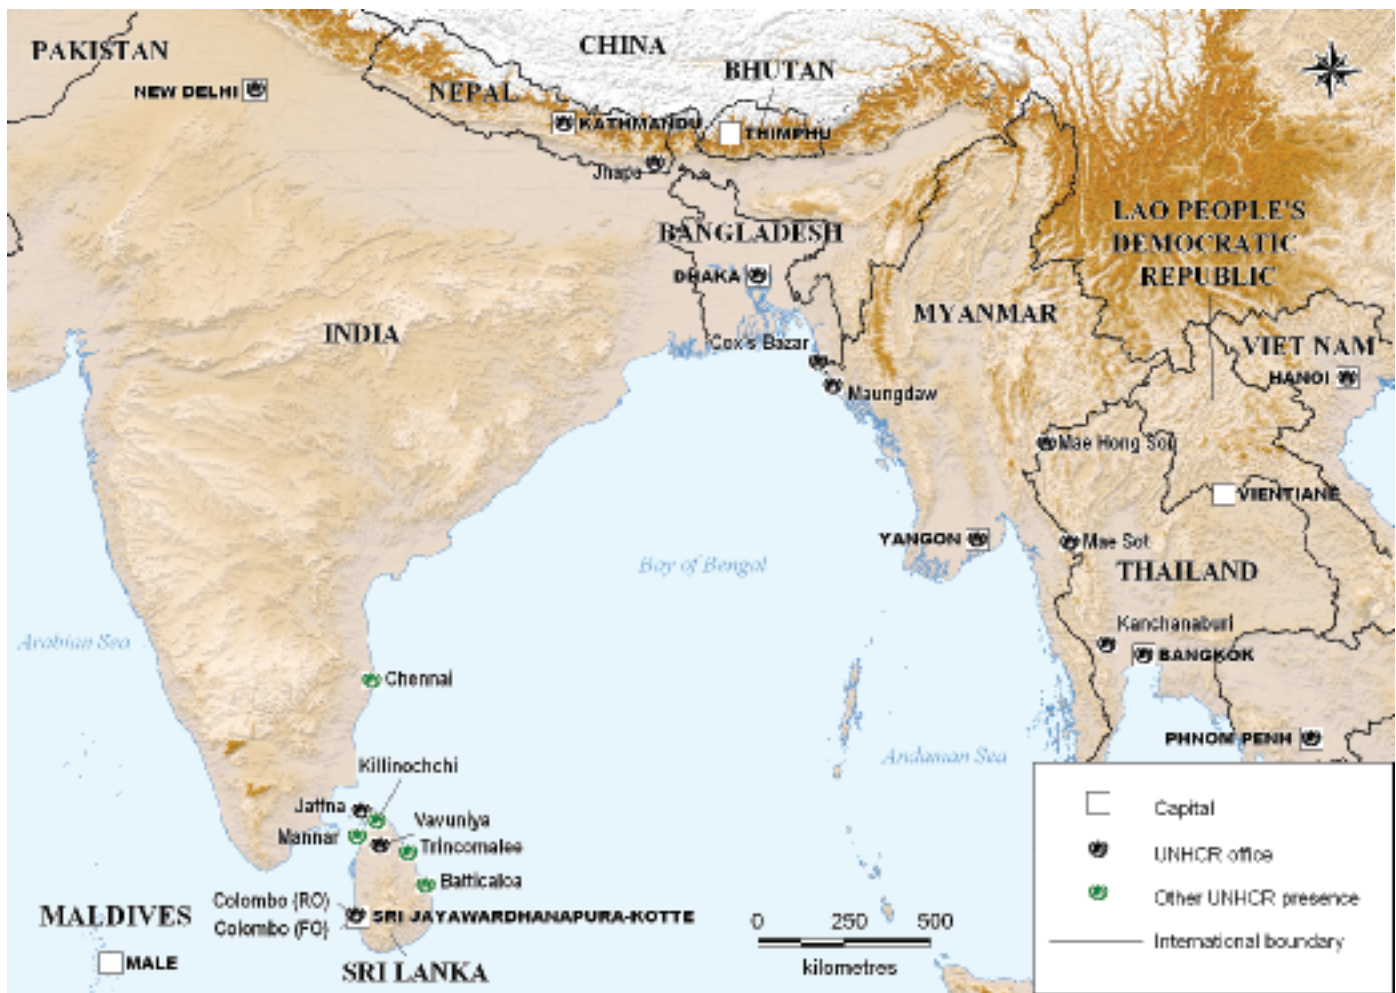 PAKISTAN
CHINA
BHUTAN
NEW DELHI
NEPAL
KATHMANDU
THIMPHU
Jhapa
LAO PEOPLE'S
DEMOCRATIC
REPUBLIC
BANGLADESH
DHAKA
INDIA
MYANMAR
Cox's Bazar
VIET NAM
HANOI
Maungdaw
Mae Hong Son
VIENTIANE
YANGON
Mae Sot
Bay of Bengal
THAILAND
Arabian Sea
Kanchanaburi
BANGKOK
Chennai
PHNOM PENH
Andaman Sea
Killinochchi
Jaffna
Vavuniya
Mannar
Trincomalee
Batticaloa
Colombo (RO)
Colombo (FO)
SRI JAYAWARDHANAPURA-KOTTE
MALDIVES
MALE
SRI LANKA
0 250 500
kilometres
Capital
UNHCR office
Other UNHCR presence
International boundary